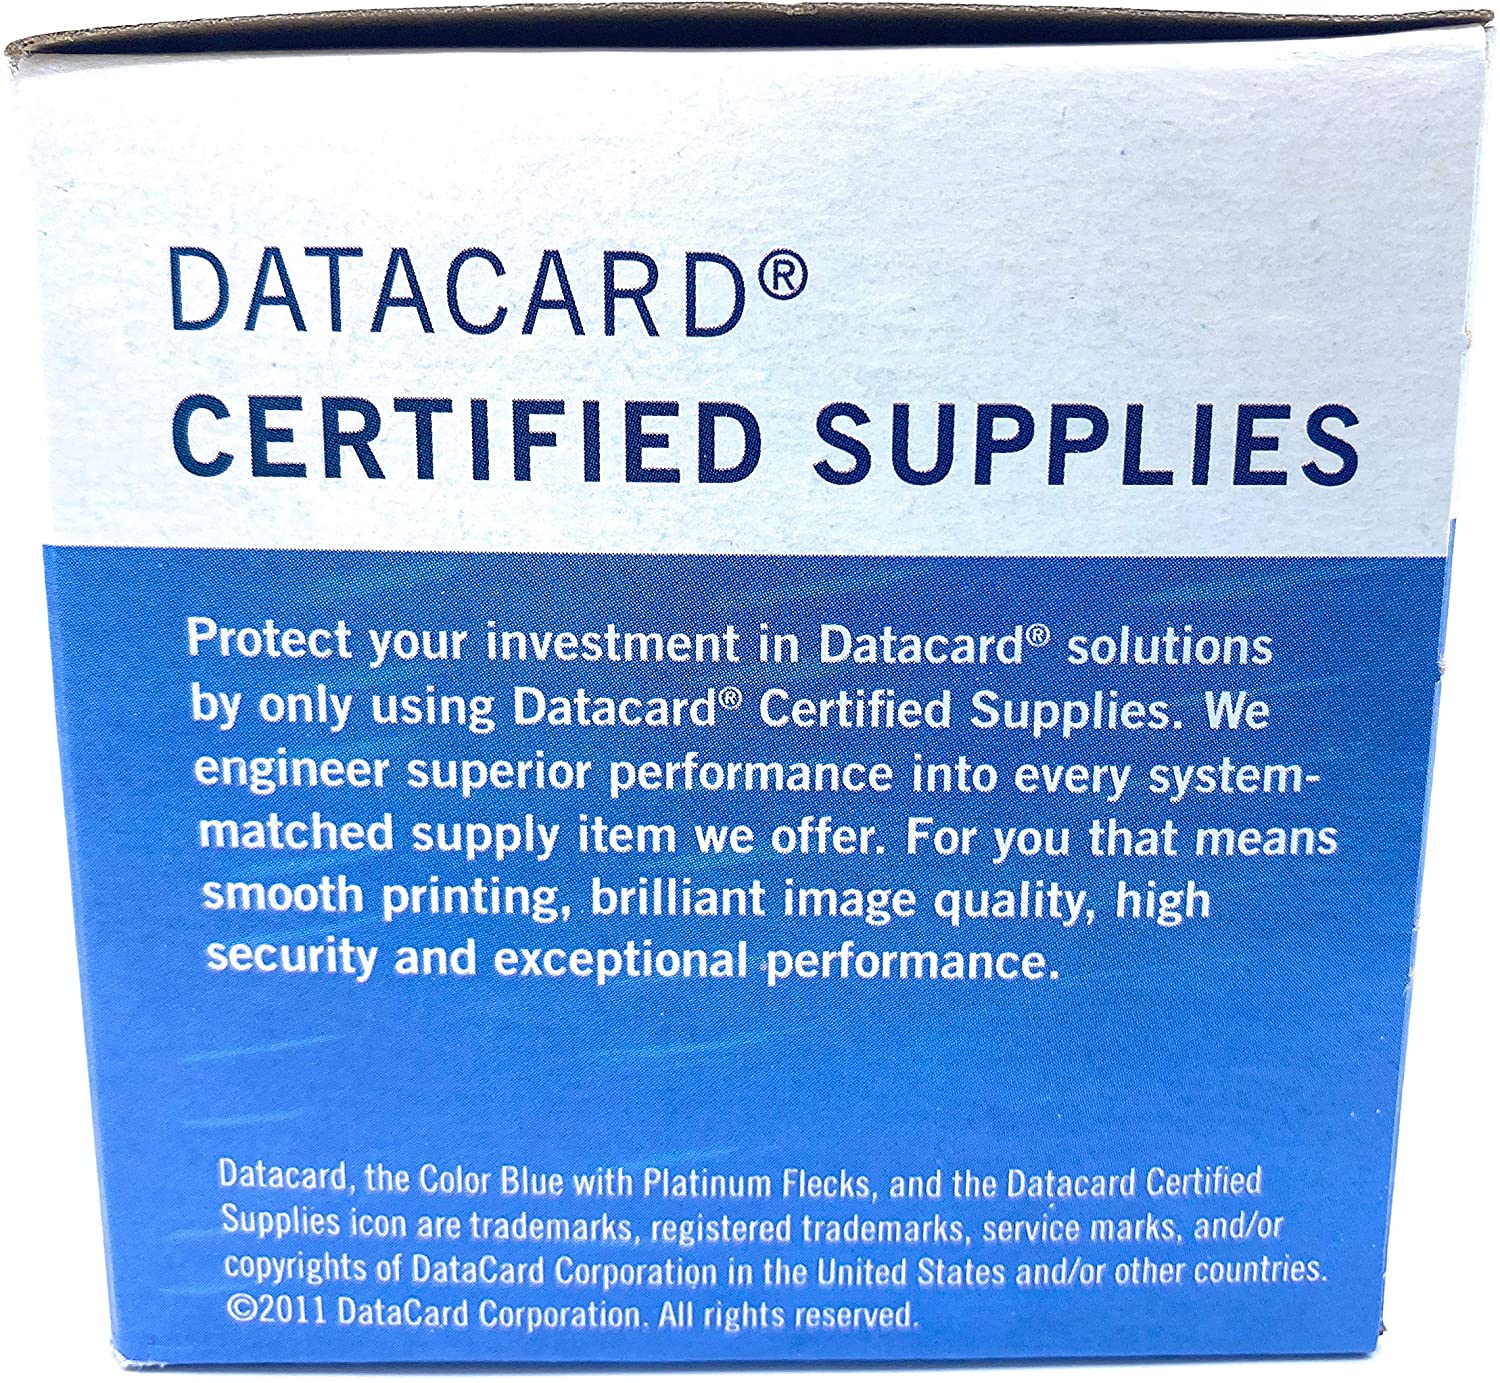 DATACARD®
CERTIFIED SUPPLIES
Protect your investment in Datacard® solutions
by only using Datacard® Certified Supplies. We
engineer superior performance into every system-
matched supply item we offer. For you that means
smooth printing, brilliant image quality, high
security and exceptional performance.
Datacard, the Color Blue with Platinum Flecks, and the Datacard Certified
Supplies icon are trademarks, registered trademarks, service marks, and/or
copyrights of DataCard Corporation in the United States and/or other countries.
©2011 DataCard Corporation. All rights reserved.